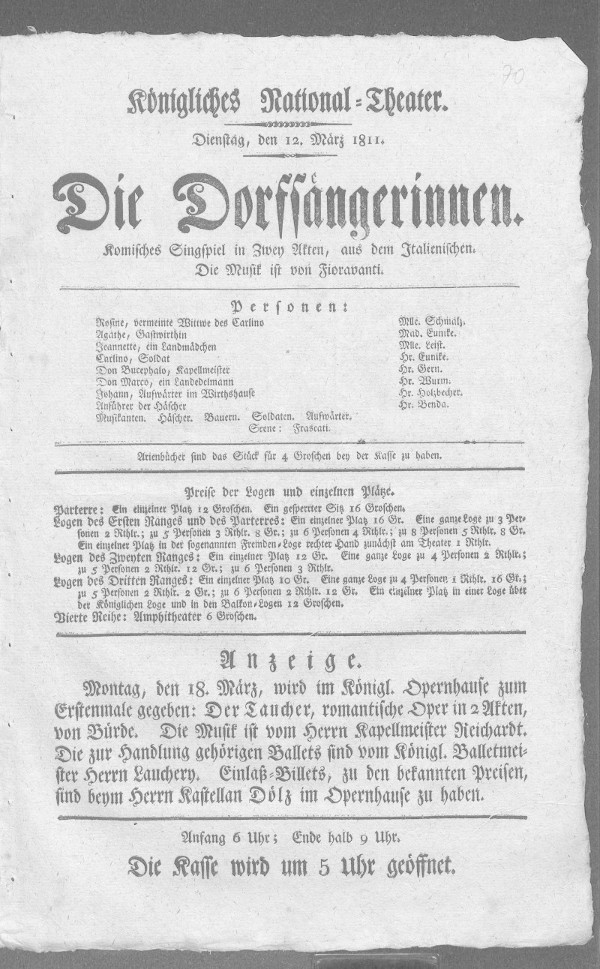 70
Königliches National-Theater.
Dienstag, den 12. März 1811.
Die Dorfsängerinnen.
Komisches Singspiel in Zwey Akten, aus dem Italienischen.
Die Musik ist von Fioravanti.
Personen:
Rosine, vermeinte Wittwe des Carlino Mlle. Schmalz.
Agathe, Gastwirthin Mad. Eunike.
Jeannette, ein Landmädchen Mlle. Leist.
Carlino, Soldat Hr. Eunike.
Don Bucephalo, Kapellmeister Hr. Gern.
Don Marco, ein Landedelmann Hr. Wurm.
Johann, Aufwärter im Wirthshause Hr. Holzbecher.
Anführer der Häscher Hr. Benda.
Musikanten. Häscher. Bauern. Soldaten. Aufwärter.
Scene: Frascati.
Arienbücher sind das Stück für 4 Groschen bey der Kasse zu haben.
Preise der Logen und einzelnen Plätze.
Parterre: Ein einzelner Platz 12 Groschen. Ein gesperrter Sitz 16 Groschen.
Logen des Ersten Ranges und des Parterres: Ein einzelner Platz 16 Gr. Eine ganze Loge zu 3 Per-
sonen 2 Rthlr.; zu 5 Personen 3 Rthlr. 8 Gr.; zu 6 Personen 4 Rthlr.; zu 8 Personen 5 Rthlr. 8 Gr.
Ein einzelner Platz in der sogenannten Fremden-Loge rechter Hand zunächst am Theater 1 Rthlr.
Logen des Zweyten Ranges: Ein einzelner Platz 12 Gr. Eine ganze Loge zu 4 Personen 2 Rthlr.;
zu 5 Personen 2 Rthlr. 12 Gr.; zu 6 Personen 3 Rthlr.
Logen des Dritten Ranges: Ein einzelner Platz 10 Gr. Eine ganze Loge zu 4 Personen 1 Rthlr. 16 Gr.;
zu 5 Personen 2 Rthlr. 2 Gr.; zu 6 Personen 2 Rthlr. 12 Gr. Ein einzelner Platz in einer Loge über
der Königlichen Loge und in den Balkon-Logen 12 Groschen.
Vierte Reihe: Amphitheater 6 Groschen.
Anzeige.
Montag, den 18. März, wird im Königl. Opernhause zum
Erstenmale gegeben: Der Taucher, romantische Oper in 2 Akten,
von Bürde. Die Musik ist vom Herrn Kapellmeister Reichardt.
Die zur Handlung gehörigen Ballets sind vom Königl. Balletmei-
ster Herrn Lauchery. Einlaß-Billets, zu den bekannten Preisen,
sind beym Herrn Kastellan Dölz im Opernhause zu haben.
Anfang 6 Uhr; Ende halb 9 Uhr.
Die Kasse wird um 5 Uhr geöffnet.